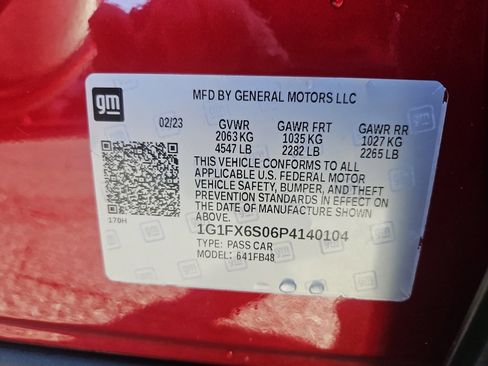 gm
MFD BY GENERAL MOTORS LLC
02/23 GVWR GAWR FRT GAWR RR
2063 KG 1035 KG 1027 KG
4547 LB 2282 LB 2265 LB
THIS VEHICLE CONFORMS TO ALL
APPLICABLE U.S. FEDERAL MOTOR
VEHICLE SAFETY, BUMPER, AND THEFT
PREVENTION STANDARDS IN EFFECT ON
THE DATE OF MANUFACTURE SHOWN
ABOVE.
170H
1G1FX6S06P4140104
TYPE: PASS CAR
MODEL: 641FB48